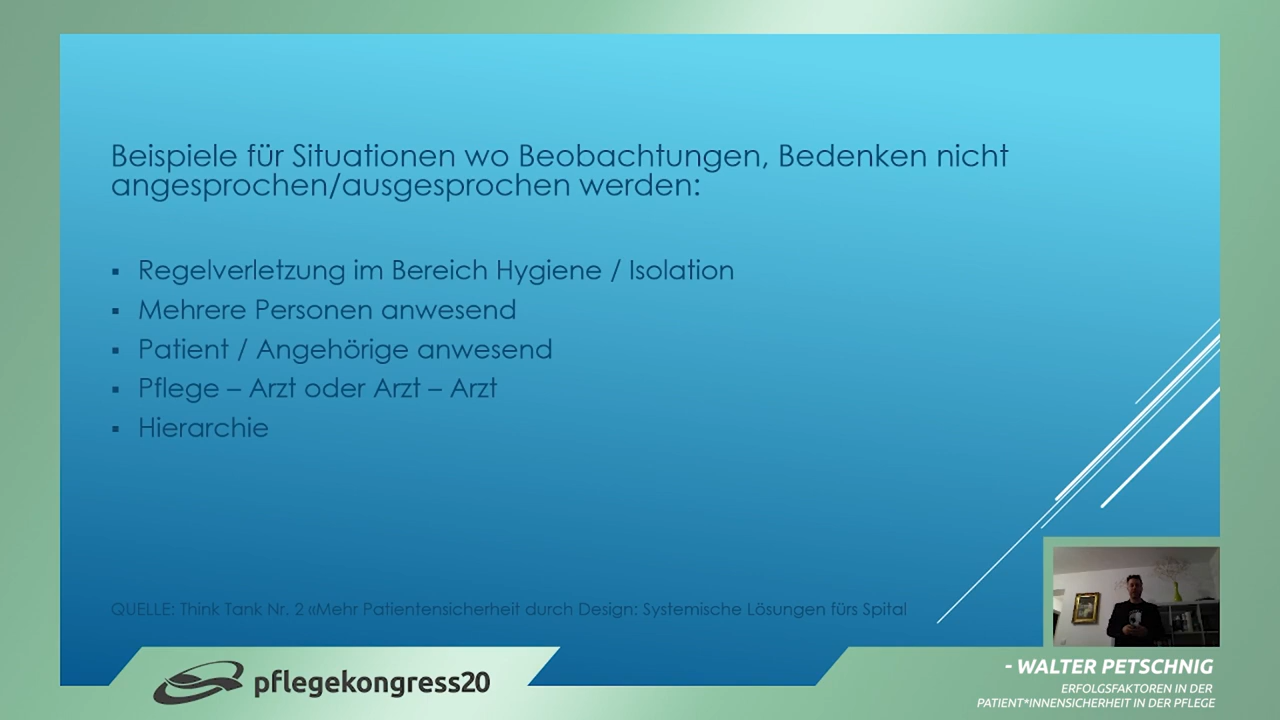 Beispiele für Situationen wo Beobachtungen, Bedenken nicht
angesprochen/ausgesprochen werden:
▪ Regelverletzung im Bereich Hygiene / Isolation
▪ Mehrere Personen anwesend
▪ Patient / Angehörige anwesend
▪ Pflege – Arzt oder Arzt – Arzt
▪ Hierarchie
QUELLE: Think Tank Nr. 2 «Mehr Patientensicherheit durch Design: Systemische Lösungen fürs Spital
pflegekongress20
- WALTER PETSCHNIG
ERFOLGSFAKTOREN IN DER
PATIENT*INNENSICHERHEIT IN DER PFLEGE